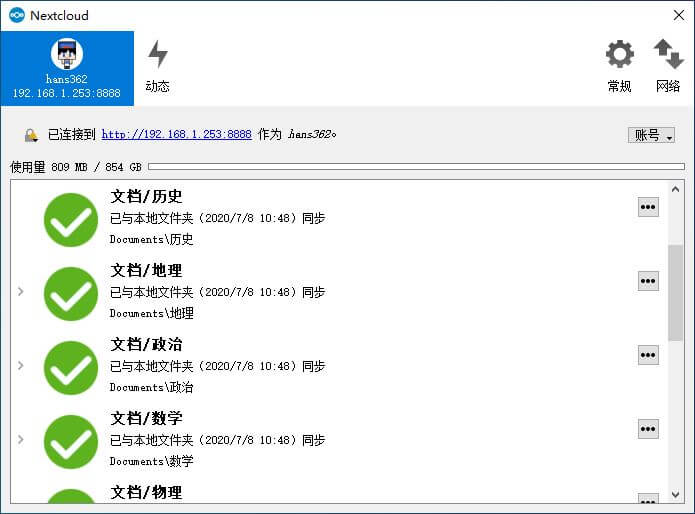 Nextcloud
hans362
192.168.1.253:8888
动态
常规
网络
已连接到 http://192.168.1.253:8888 作为 hans362。
账号
使用量 809 MB / 854 GB
文档/历史
已与本地文件夹（2020/7/8 10:48）同步
Documents\历史
文档/地理
已与本地文件夹（2020/7/8 10:48）同步
Documents\地理
文档/政治
已与本地文件夹（2020/7/8 10:48）同步
Documents\政治
文档/数学
已与本地文件夹（2020/7/8 10:48）同步
Documents\数学
文档/物理